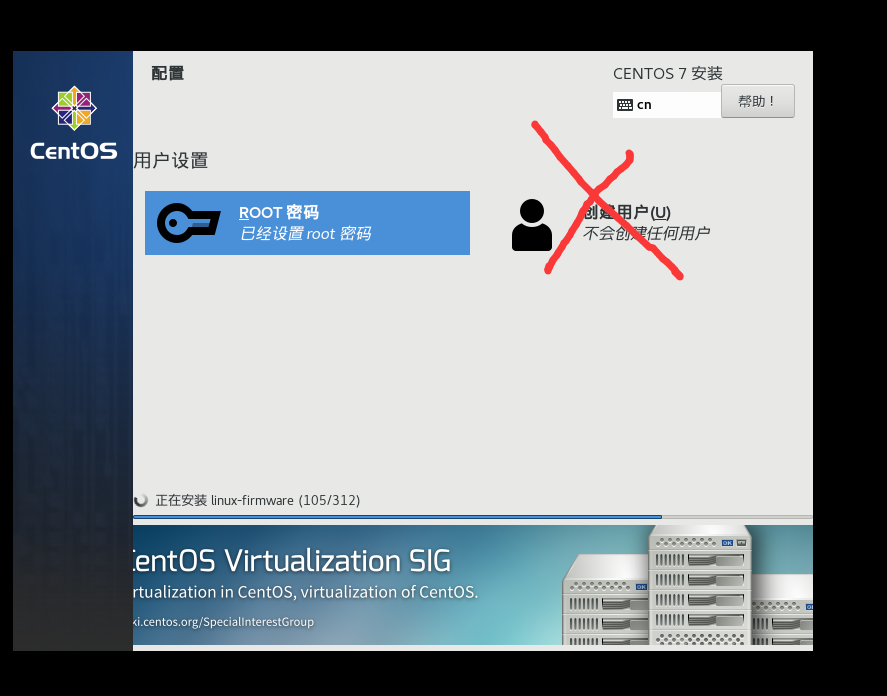 配置
CENTOS 7 安装
cn
帮助！
CentOS
用户设置
ROOT 密码
已经设置 root 密码
创建用户(U)
不会创建任何用户
正在安装 linux-firmware (105/312)
CentOS Virtualization SIG
rtualization in CentOS, virtualization of CentOS.
ki.centos.org/SpecialInterestGroup